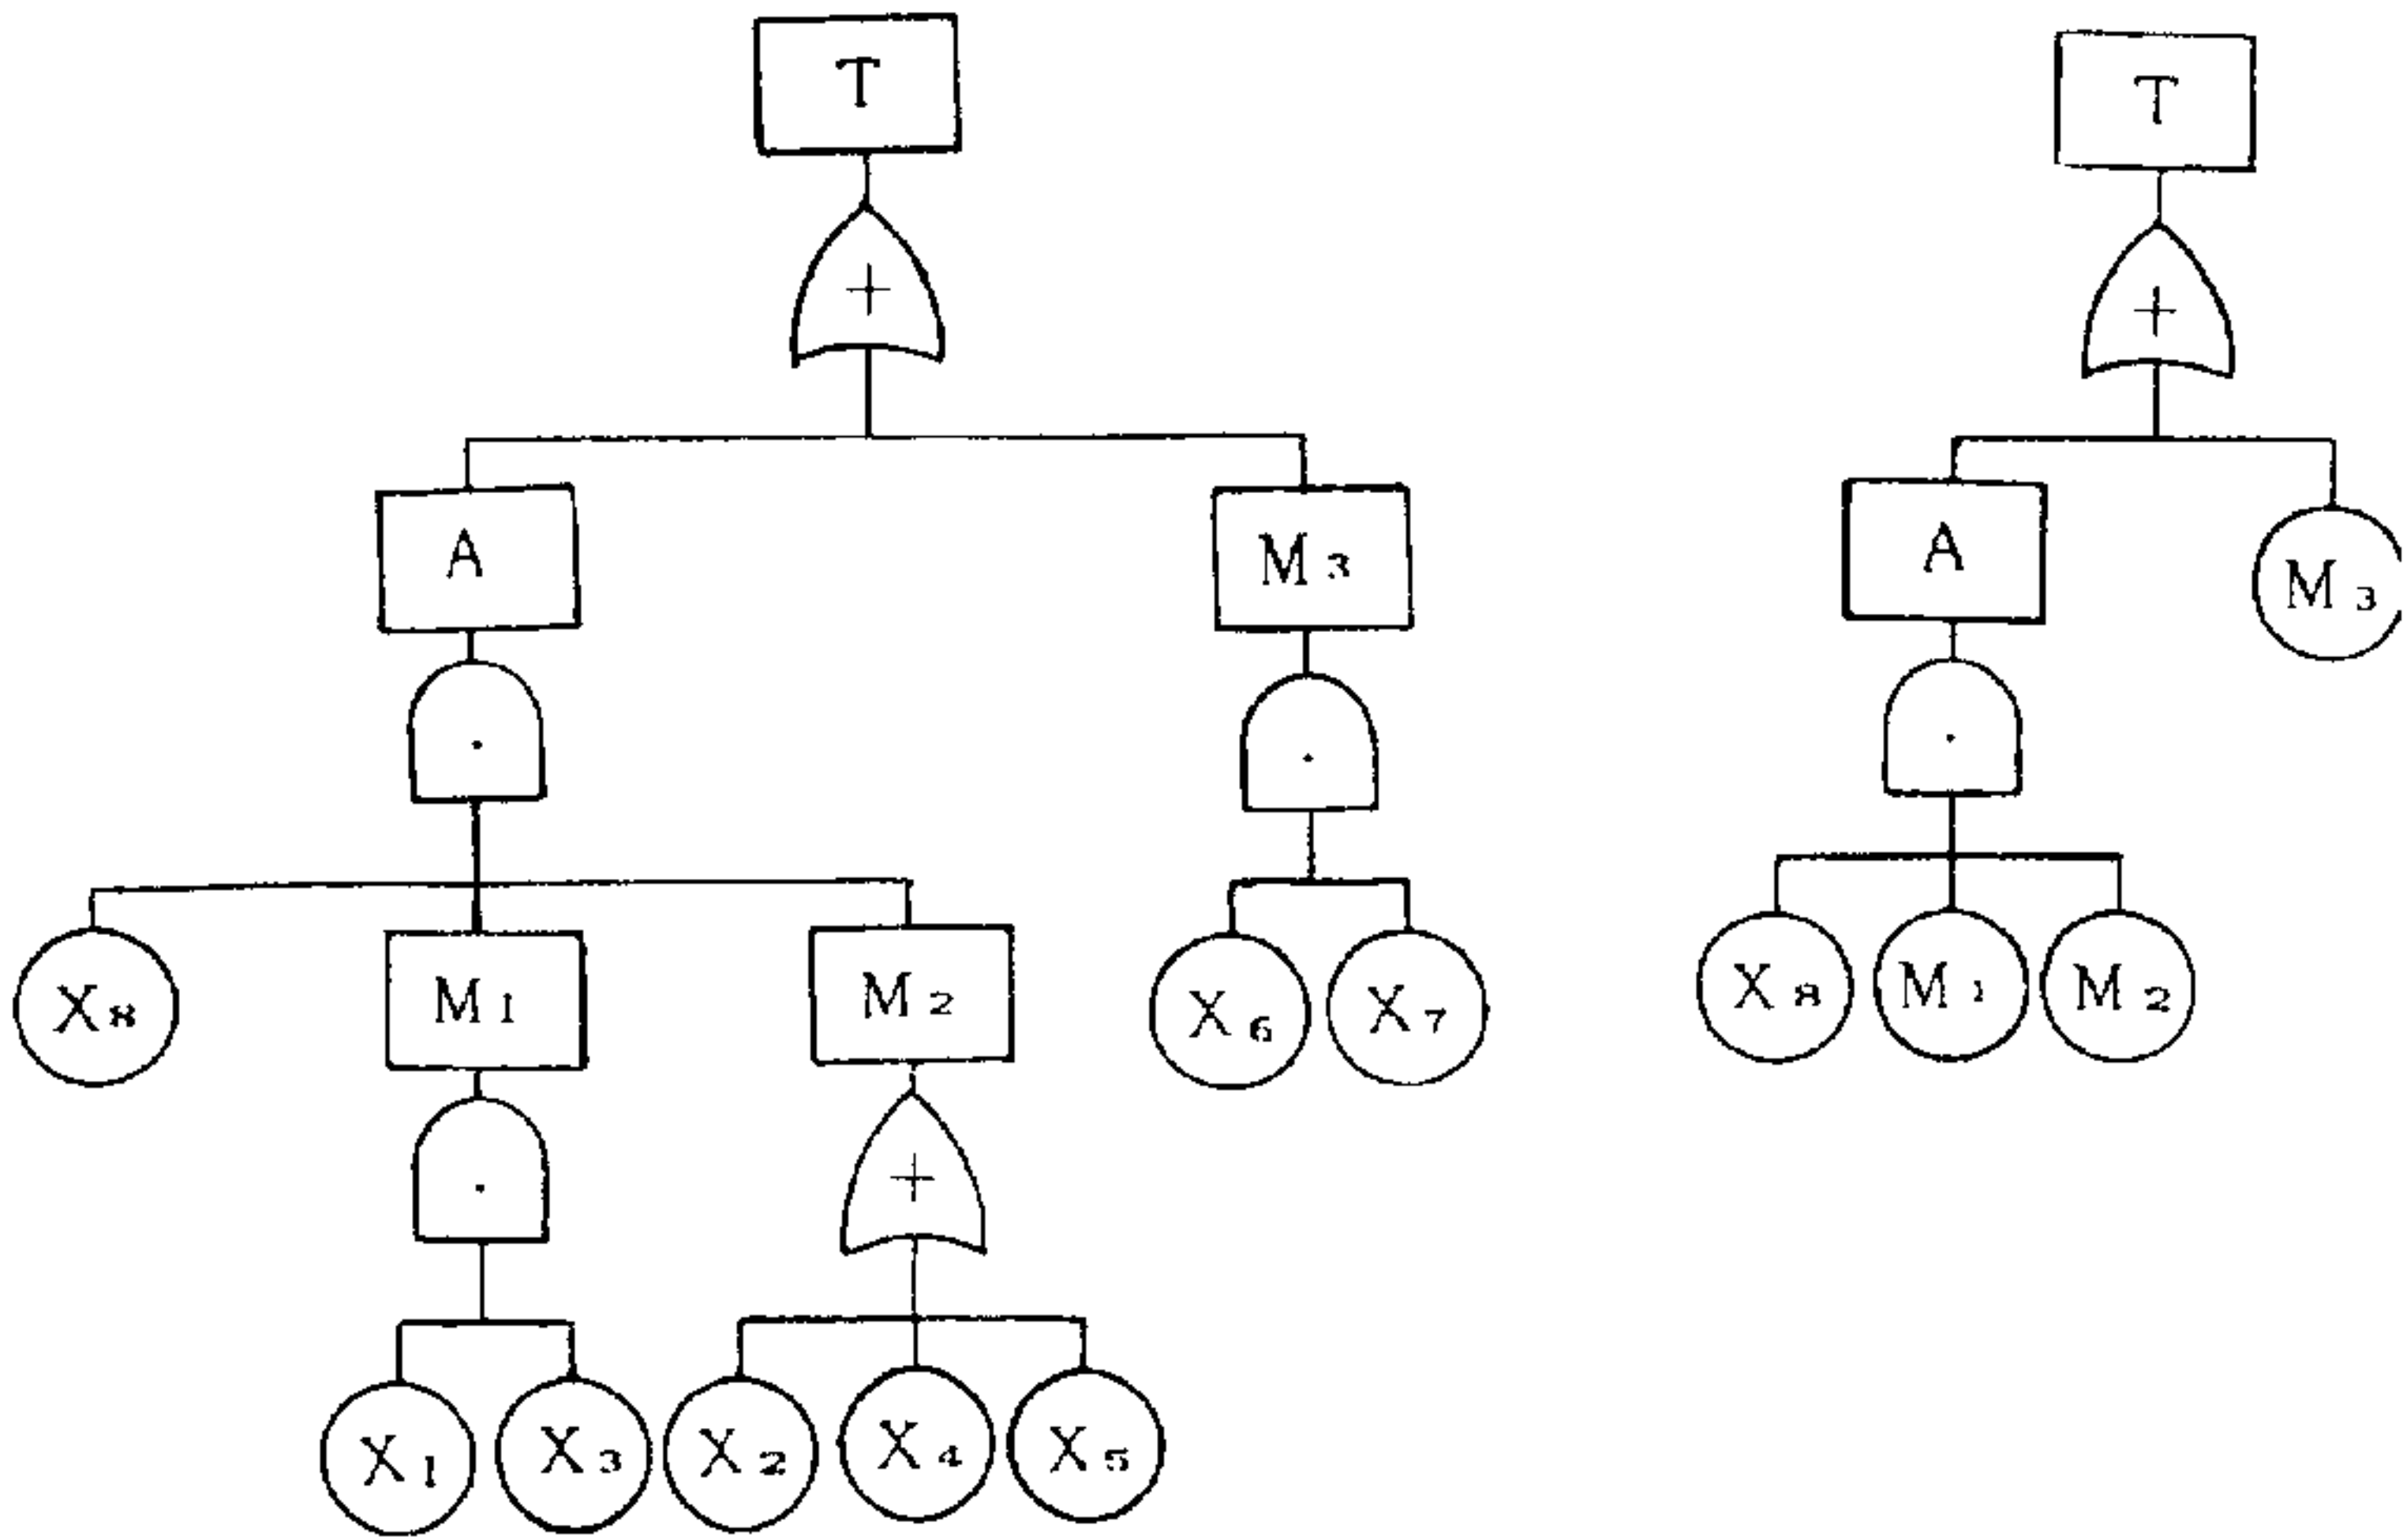 T
T
+
+
A
M3
A
M3
.
.
.
X8
M1
M2
X6
X7
X8
M1
M2
.
+
X1
X3
X2
X4
X5